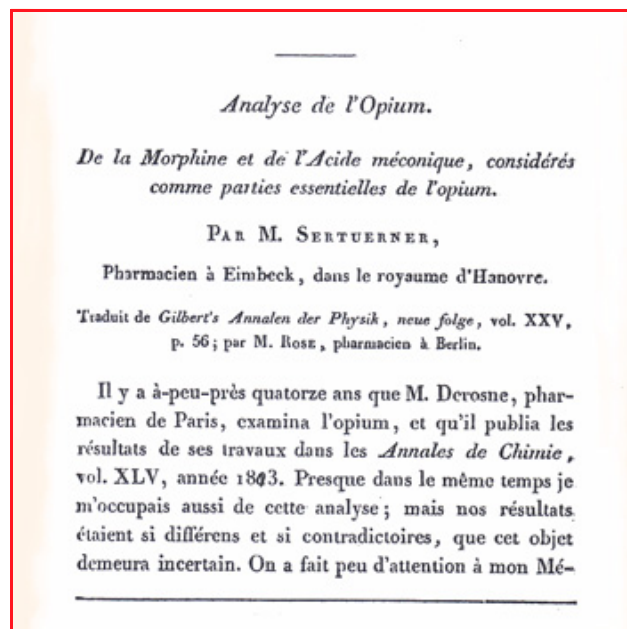 Analyse de l'Opium.
De la Morphine et de l'Acide méconique, considérés
comme parties essentielles de l'opium.
PAR M. SERTUERNER,
Pharmacien à Eimbeck, dans le royaume d'Hanovre.
Traduit de Gilbert's Annalen der Physik, neue folge, vol. XXV,
p. 56; par M. ROSE, pharmacien à Berlin.
Il y a à-peu-près quatorze ans que M. Derosne, phar-
macien de Paris, examina l'opium, et qu'il publia les
résultats de ses travaux dans les Annales de Chimie,
vol. XLV, année 1803. Presque dans le même temps je
m'occupais aussi de cette analyse; mais nos résultats
étaient si différens et si contradictoires, que cet objet
demeura incertain. On a fait peu d'attention à mon Mé-